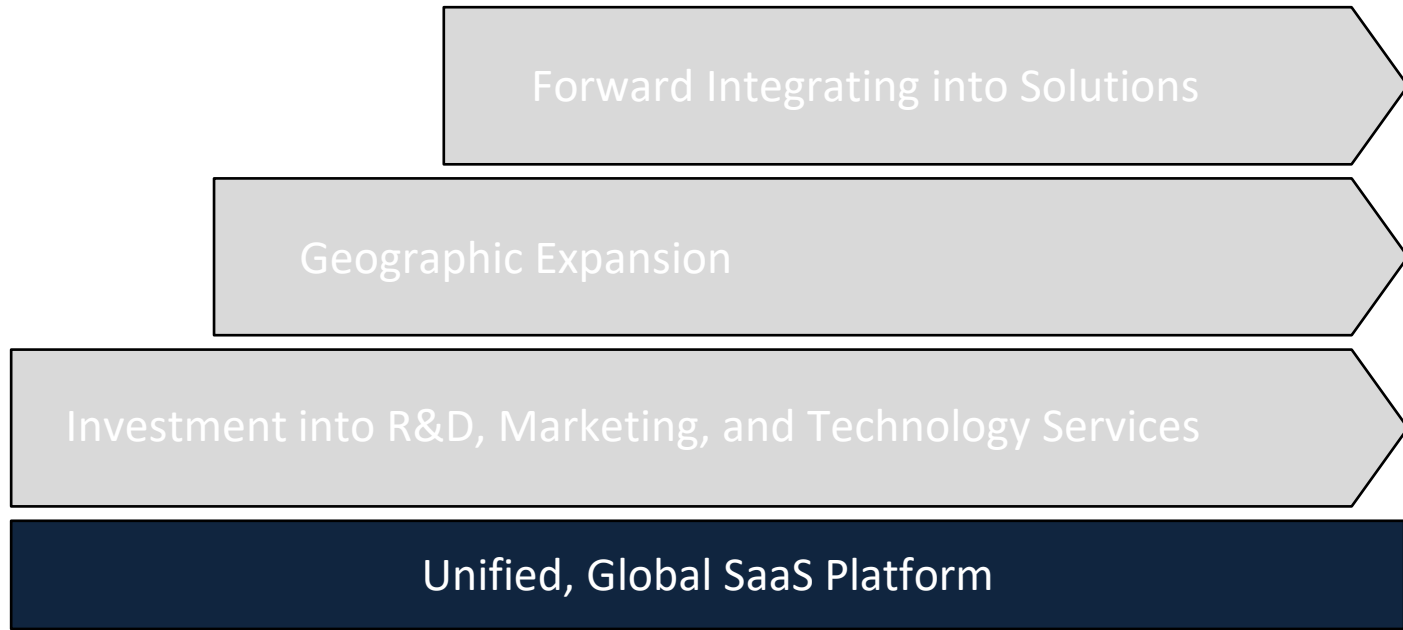 Forward Integrating into Solutions
Geographic Expansion
Investment into R&D, Marketing, and Technology Services
Unified, Global SaaS Platform